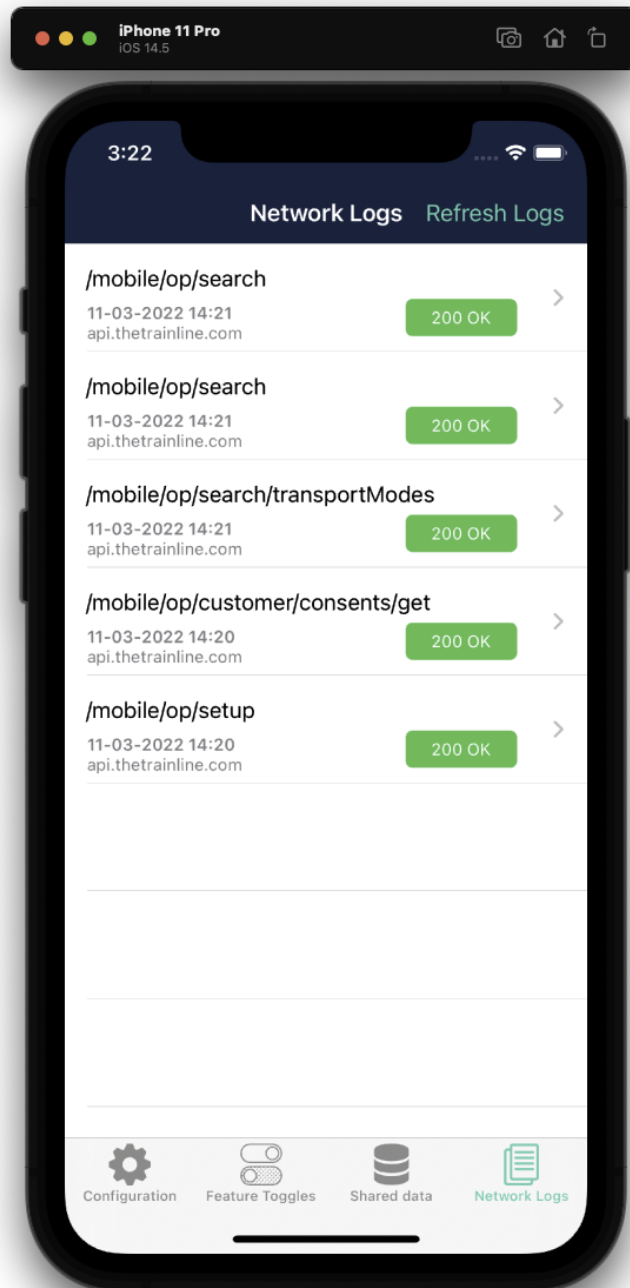 iPhone 11 Pro
iOS 14.5
3:22
Network Logs Refresh Logs
/mobile/op/search
11-03-2022 14:21
api.thetrainline.com
200 OK
/mobile/op/search
11-03-2022 14:21
api.thetrainline.com
200 OK
/mobile/op/search/transportModes
11-03-2022 14:21
api.thetrainline.com
200 OK
/mobile/op/customer/consents/get
11-03-2022 14:20
api.thetrainline.com
200 OK
/mobile/op/setup
11-03-2022 14:20
api.thetrainline.com
200 OK
Configuration Feature Toggles Shared data Network Logs